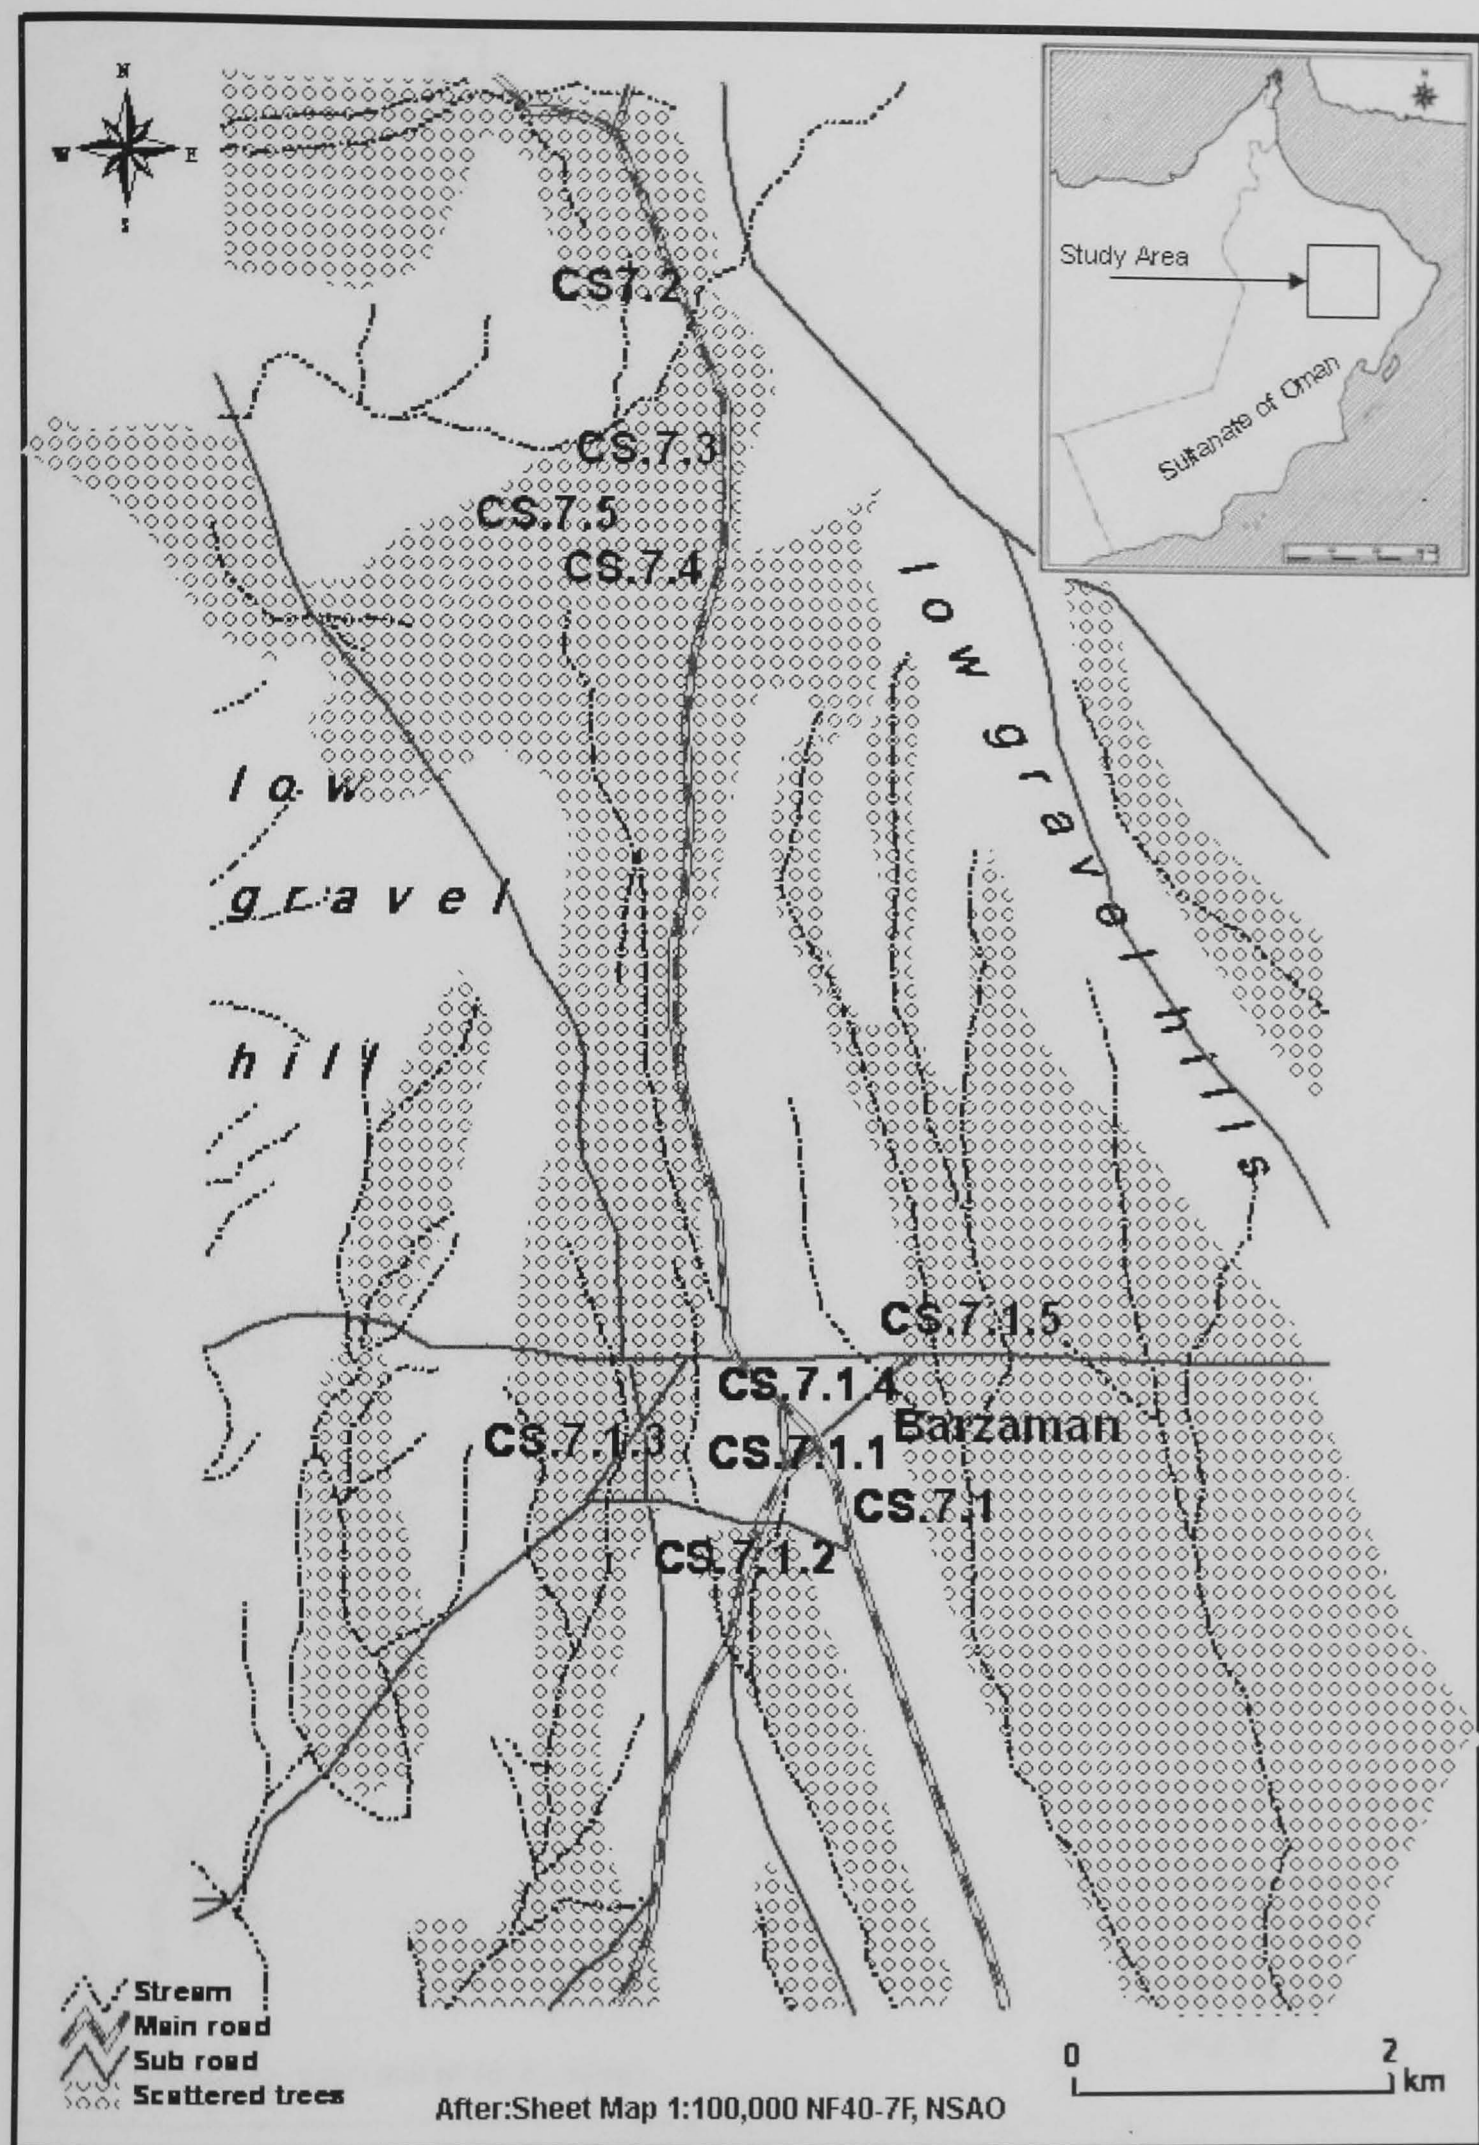 N
W E
S
N
Study Area
Sultanate of Oman
CS7.2
CS.7.3
CS.7.5
CS.7.4
low gravel hills
low
gravel
hill
CS.7.1.5
CS.7.1.4
Barzaman
CS.7.1.3
CS.7.1.1
CS.7.1
CS.7.1.2
Stream
Main road
Sub road
Scattered trees
0 2
km
After:Sheet Map 1:100,000 NF40-7F, NSAO